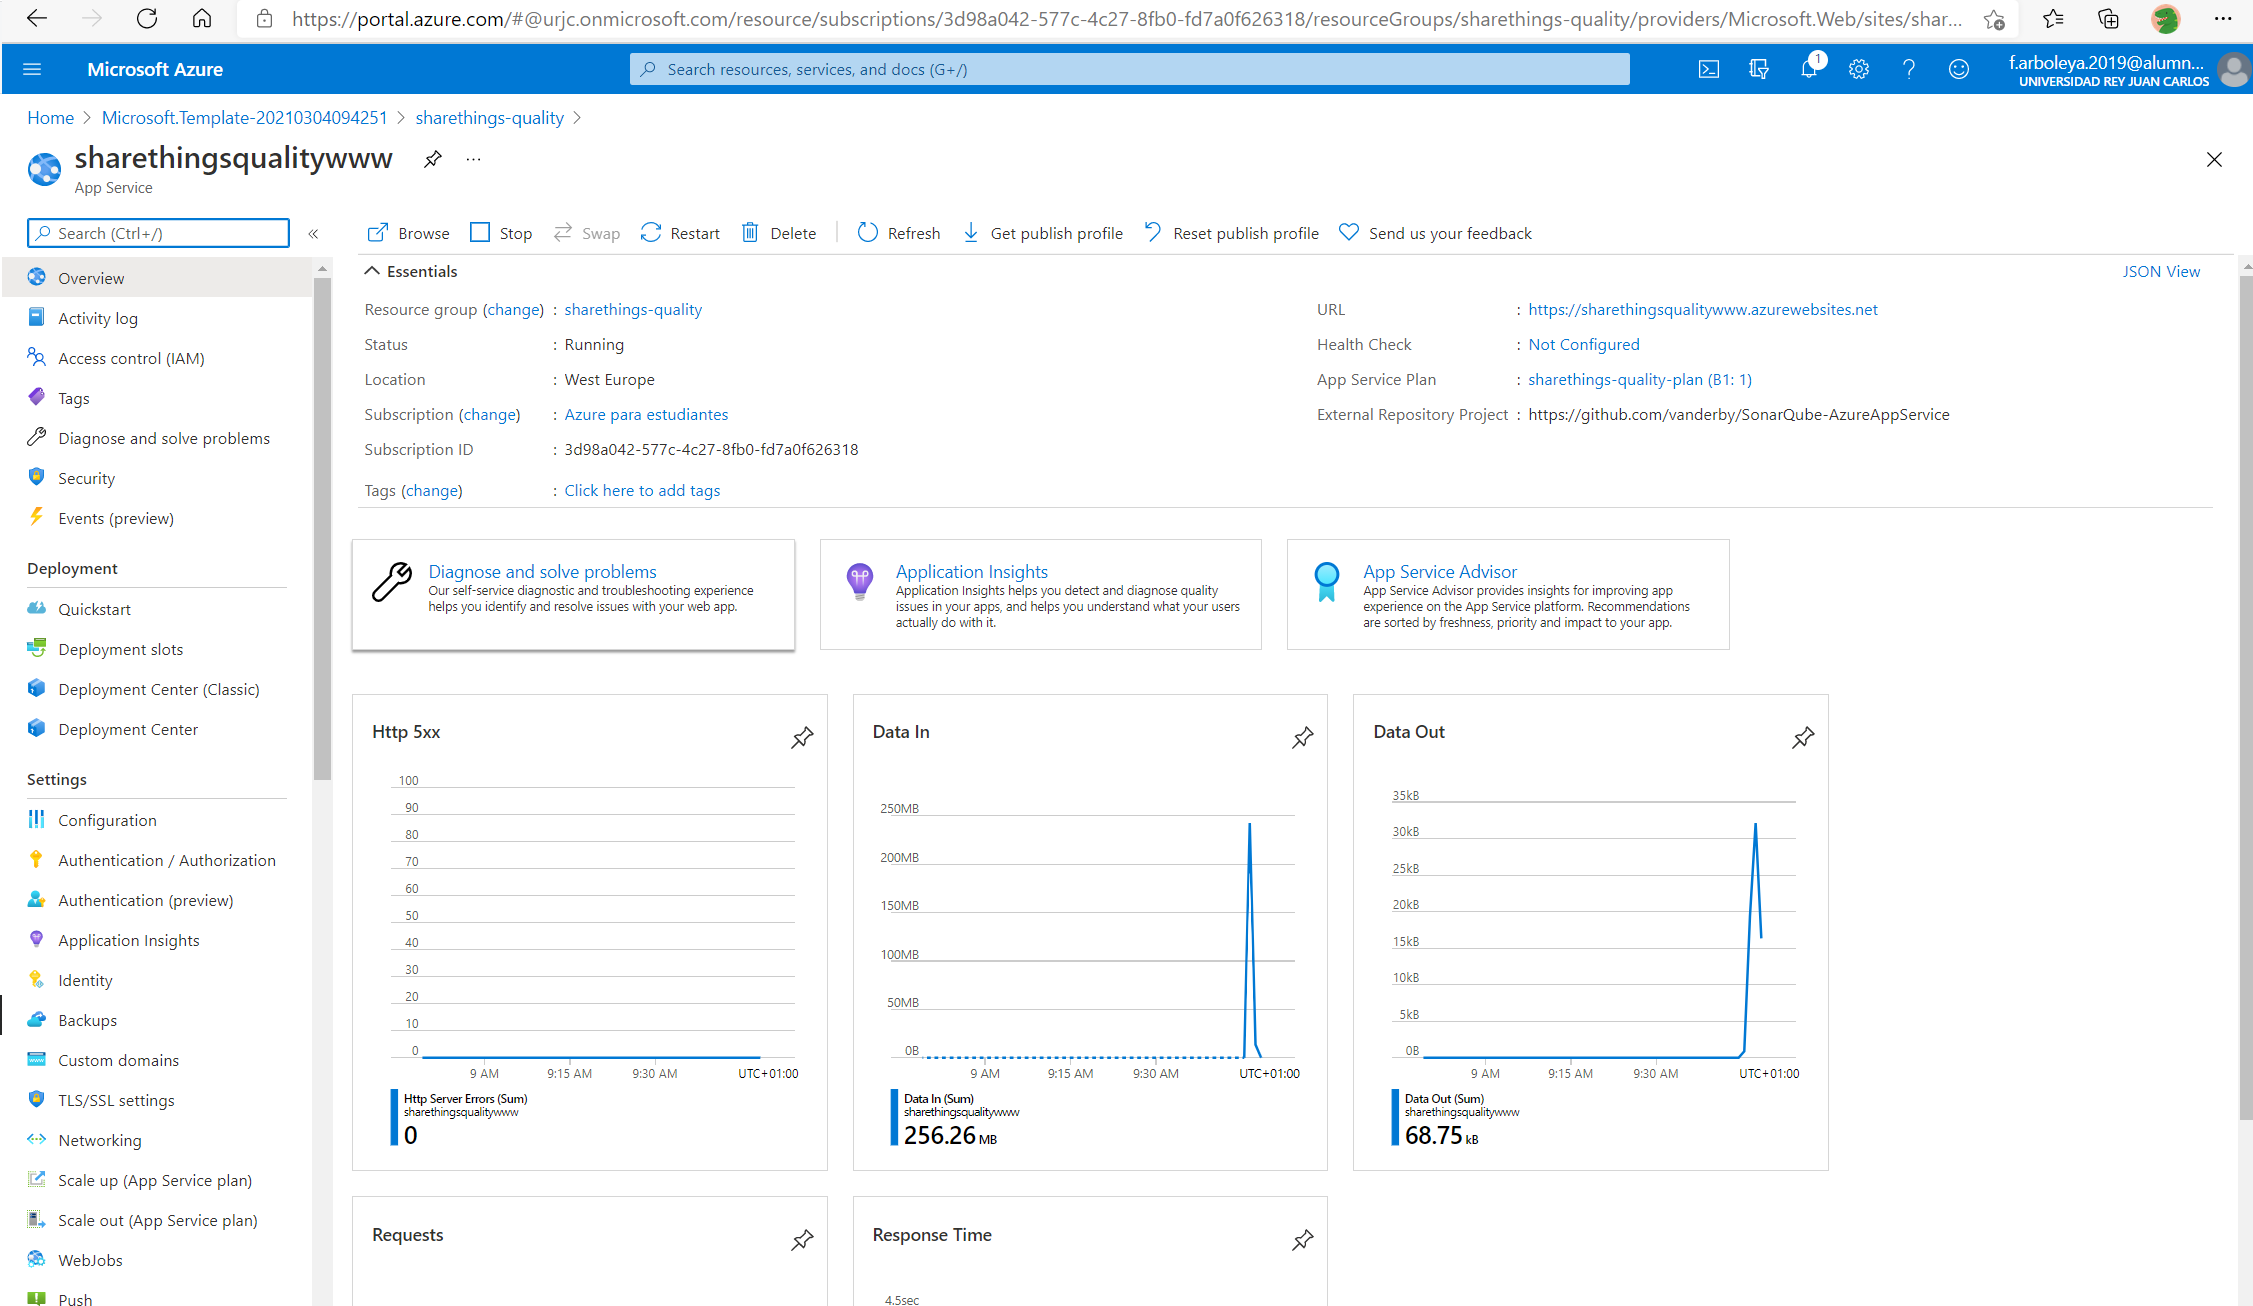 https://portal.azure.com/#@urjc.onmicrosoft.com/resource/subscriptions/3d98a042-577c-4c27-8fb0-fd7a0f626318/resourceGroups/sharethings-quality/providers/Microsoft.Web/sites/shar...
Microsoft Azure
Search resources, services, and docs (G+/)
1
f.arboleya.2019@alumn...
UNIVERSIDAD REY JUAN CARLOS
Home > Microsoft.Template-20210304094251 > sharethings-quality >
sharethingsqualitywww
App Service
Search (Ctrl+/)
«
Browse
Stop
Swap
Restart
Delete
Refresh
Get publish profile
Reset publish profile
Send us your feedback
Overview
Activity log
Access control (IAM)
Tags
Diagnose and solve problems
Security
Events (preview)
Deployment
Quickstart
Deployment slots
Deployment Center (Classic)
Deployment Center
Settings
Configuration
Authentication / Authorization
Authentication (preview)
Application Insights
Identity
Backups
Custom domains
TLS/SSL settings
Networking
Scale up (App Service plan)
Scale out (App Service plan)
WebJobs
Push
Essentials
JSON View
Resource group (change) : sharethings-quality
Status : Running
Location : West Europe
Subscription (change) : Azure para estudiantes
Subscription ID : 3d98a042-577c-4c27-8fb0-fd7a0f626318
Tags (change) : Click here to add tags
URL : https://sharethingsqualitywww.azurewebsites.net
Health Check : Not Configured
App Service Plan : sharethings-quality-plan (B1: 1)
External Repository Project : https://github.com/vanderby/SonarQube-AzureAppService
Diagnose and solve problems
Our self-service diagnostic and troubleshooting experience
helps you identify and resolve issues with your web app.
Application Insights
Application Insights helps you detect and diagnose quality
issues in your apps, and helps you understand what your users
actually do with it.
App Service Advisor
App Service Advisor provides insights for improving app
experience on the App Service platform. Recommendations
are sorted by freshness, priority and impact to your app.
Http 5xx
100
90
80
70
60
50
40
30
20
10
0
9 AM 9:15 AM 9:30 AM UTC+01:00
Http Server Errors (Sum)
sharethingsqualitywww
0
Data In
250MB
200MB
150MB
100MB
50MB
0B
9 AM 9:15 AM 9:30 AM UTC+01:00
Data In (Sum)
sharethingsqualitywww
256.26 MB
Data Out
35kB
30kB
25kB
20kB
15kB
10kB
5kB
0B
9 AM 9:15 AM 9:30 AM UTC+01:00
Data Out (Sum)
sharethingsqualitywww
68.75 kB
Requests
Response Time
4.5sec